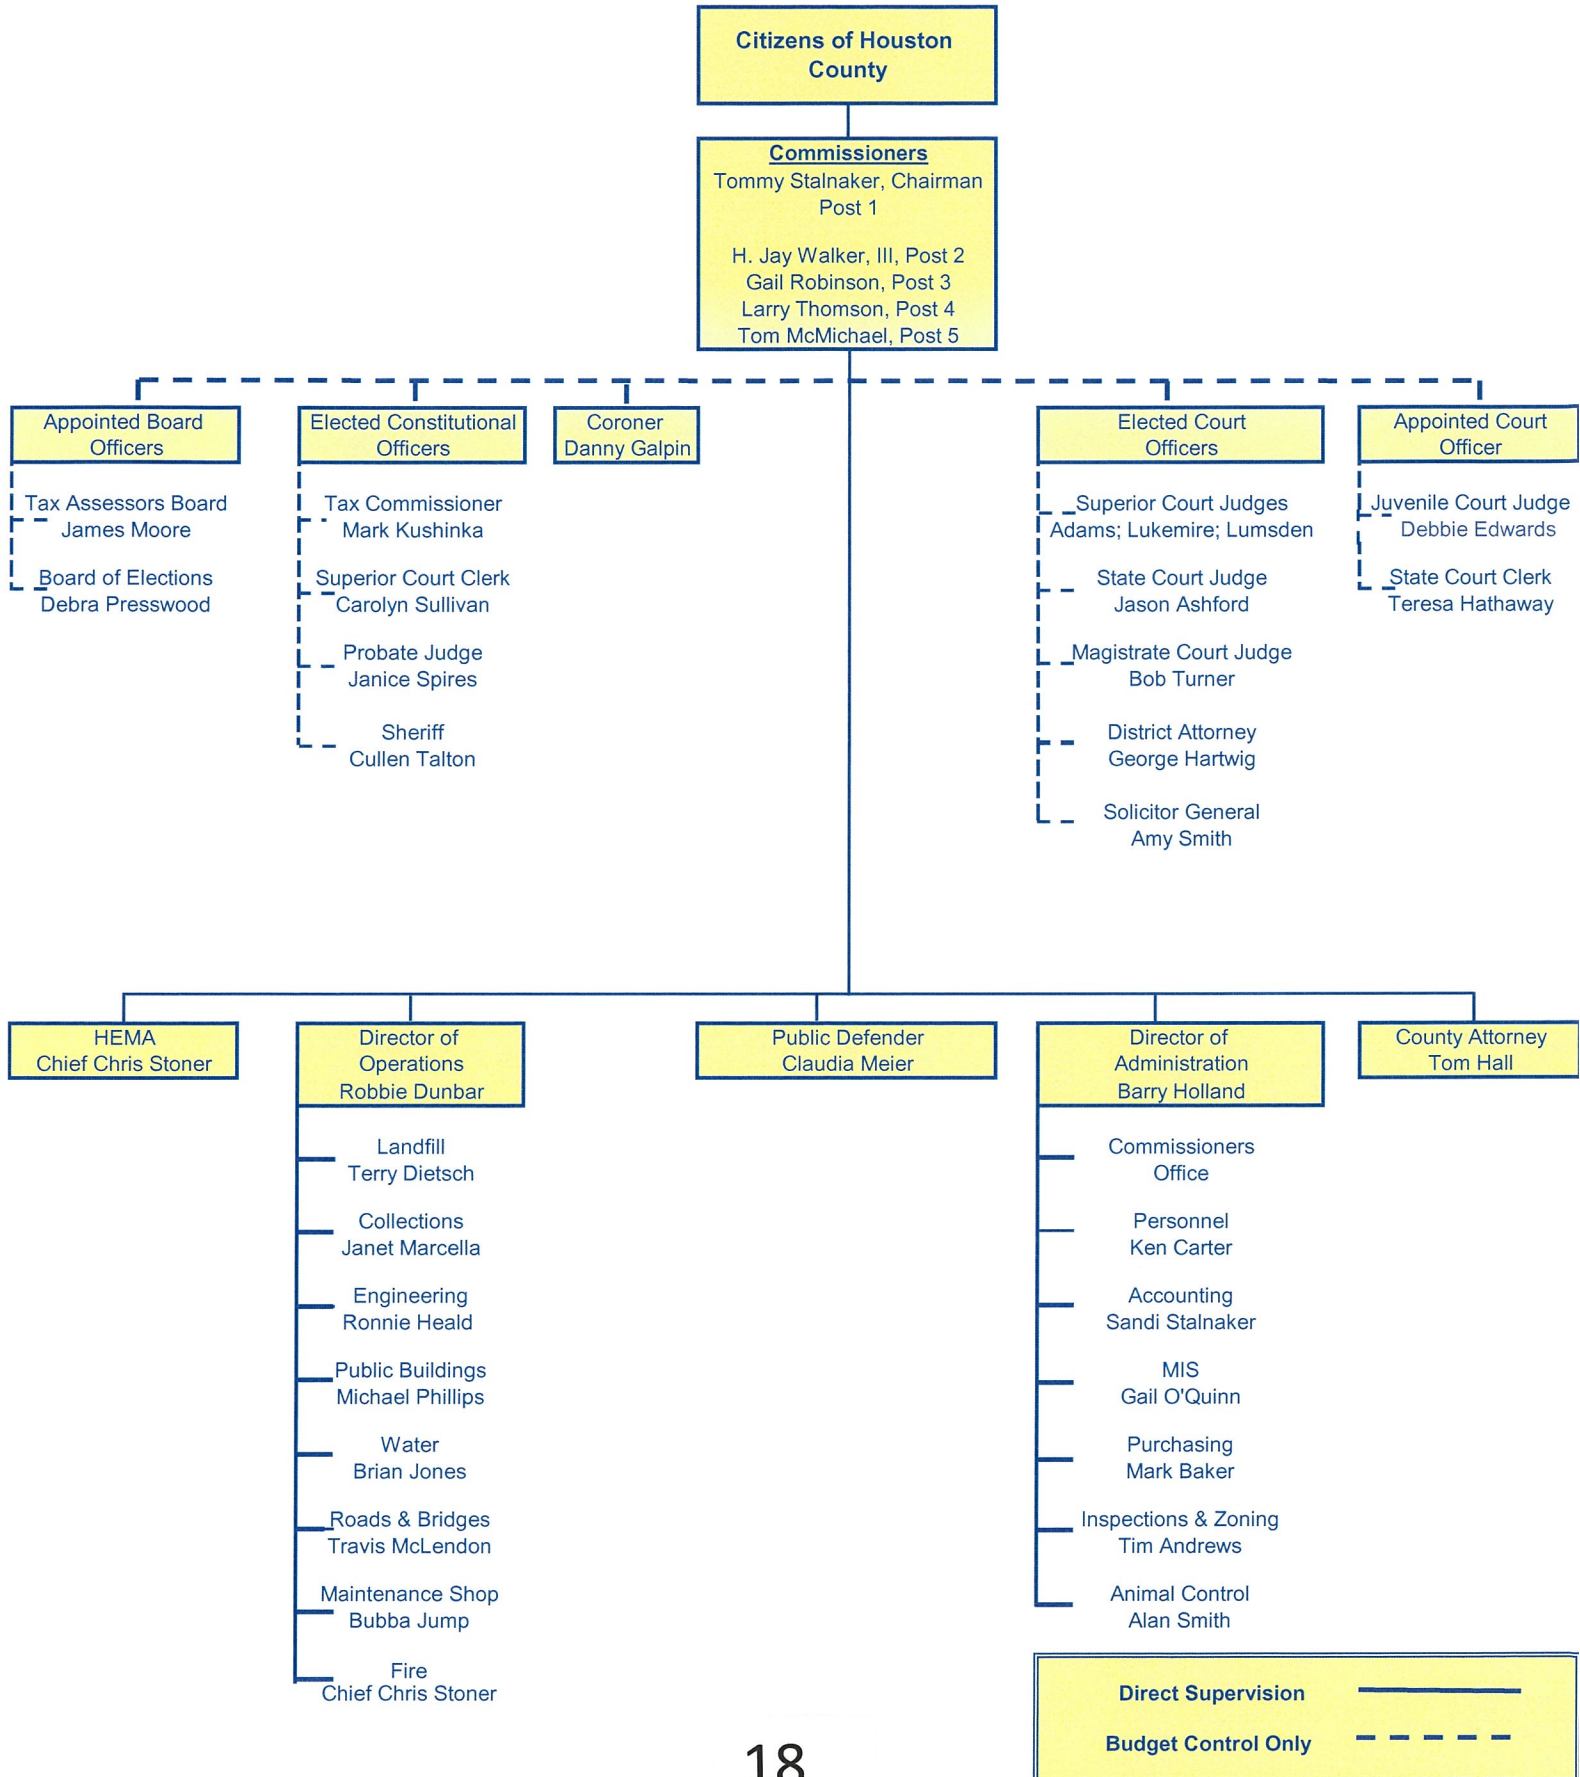 Citizens of Houston
County
Commissioners
Tommy Stalnaker, Chairman
Post 1
H. Jay Walker, III, Post 2
Gail Robinson, Post 3
Larry Thomson, Post 4
Tom McMichael, Post 5
Appointed Board
Officers
Tax Assessors Board
James Moore
Board of Elections
Debra Presswood
Elected Constitutional
Officers
Tax Commissioner
Mark Kushinka
Superior Court Clerk
Carolyn Sullivan
Probate Judge
Janice Spires
Sheriff
Cullen Talton
Coroner
Danny Galpin
Elected Court
Officers
Superior Court Judges
Adams; Lukemire; Lumsden
State Court Judge
Jason Ashford
Magistrate Court Judge
Bob Turner
District Attorney
George Hartwig
Solicitor General
Amy Smith
Appointed Court
Officer
Juvenile Court Judge
Debbie Edwards
State Court Clerk
Teresa Hathaway
HEMA
Chief Chris Stoner
Director of
Operations
Robbie Dunbar
Landfill
Terry Dietsch
Collections
Janet Marcella
Engineering
Ronnie Heald
Public Buildings
Michael Phillips
Water
Brian Jones
Roads & Bridges
Travis McLendon
Maintenance Shop
Bubba Jump
Fire
Chief Chris Stoner
Public Defender
Claudia Meier
Director of
Administration
Barry Holland
Commissioners
Office
Personnel
Ken Carter
Accounting
Sandi Stalnaker
MIS
Gail O'Quinn
Purchasing
Mark Baker
Inspections & Zoning
Tim Andrews
Animal Control
Alan Smith
County Attorney
Tom Hall
Direct Supervision
Budget Control Only
18